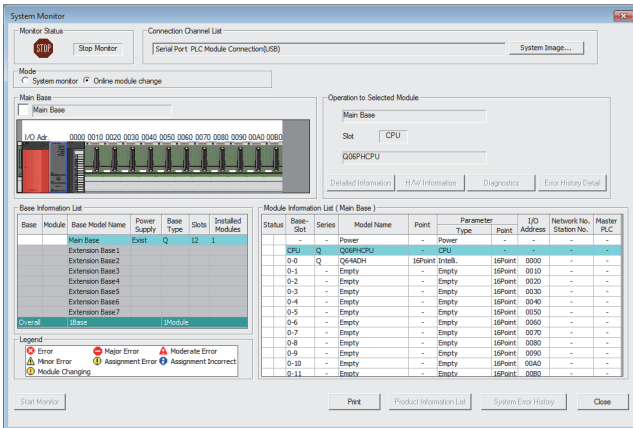 System Monitor
Monitor Status
STOP
Stop Monitor
Connection Channel List
Serial Port PLC Module Connection(USB)
System Image...
Mode
System monitor Online module change
Main Base
Main Base
I/O Adr. 0000 0010 0020 0030 0040 0050 0060 0070 0080 0090 00A0 00B0
Operation to Selected Module
Main Base
Slot CPU
Q06PHCPU
Detailed Information H/W Information Diagnostics Error History Detail
Base Information List
Base Module Base Model Name Power Supply Base Type Slots Installed Modules
Main Base Exist Q 12 1
Extension Base1
Extension Base2
Extension Base3
Extension Base4
Extension Base5
Extension Base6
Extension Base7
Overall 1Base 1Module
Legend
Error Major Error Moderate Error
Minor Error Assignment Error Assignment Incorrect
Module Changing
Module Information List ( Main Base )
Status Base-Slot Series Model Name Point Parameter Type Point I/O Address Network No. Station No. Master PLC
- - Power - Power - - - -
CPU Q Q06PHCPU - CPU - - - -
0-0 Q Q64ADH 16Point Intelli. 16Point 0000 - -
0-1 - Empty - Empty 16Point 0010 - -
0-2 - Empty - Empty 16Point 0020 - -
0-3 - Empty - Empty 16Point 0030 - -
0-4 - Empty - Empty 16Point 0040 - -
0-5 - Empty - Empty 16Point 0050 - -
0-6 - Empty - Empty 16Point 0060 - -
0-7 - Empty - Empty 16Point 0070 - -
0-8 - Empty - Empty 16Point 0080 - -
0-9 - Empty - Empty 16Point 0090 - -
0-10 - Empty - Empty 16Point 00A0 - -
0-11 - Empty - Empty 16Point 00B0 - -
Start Monitor
Print Product Information List System Error History Close